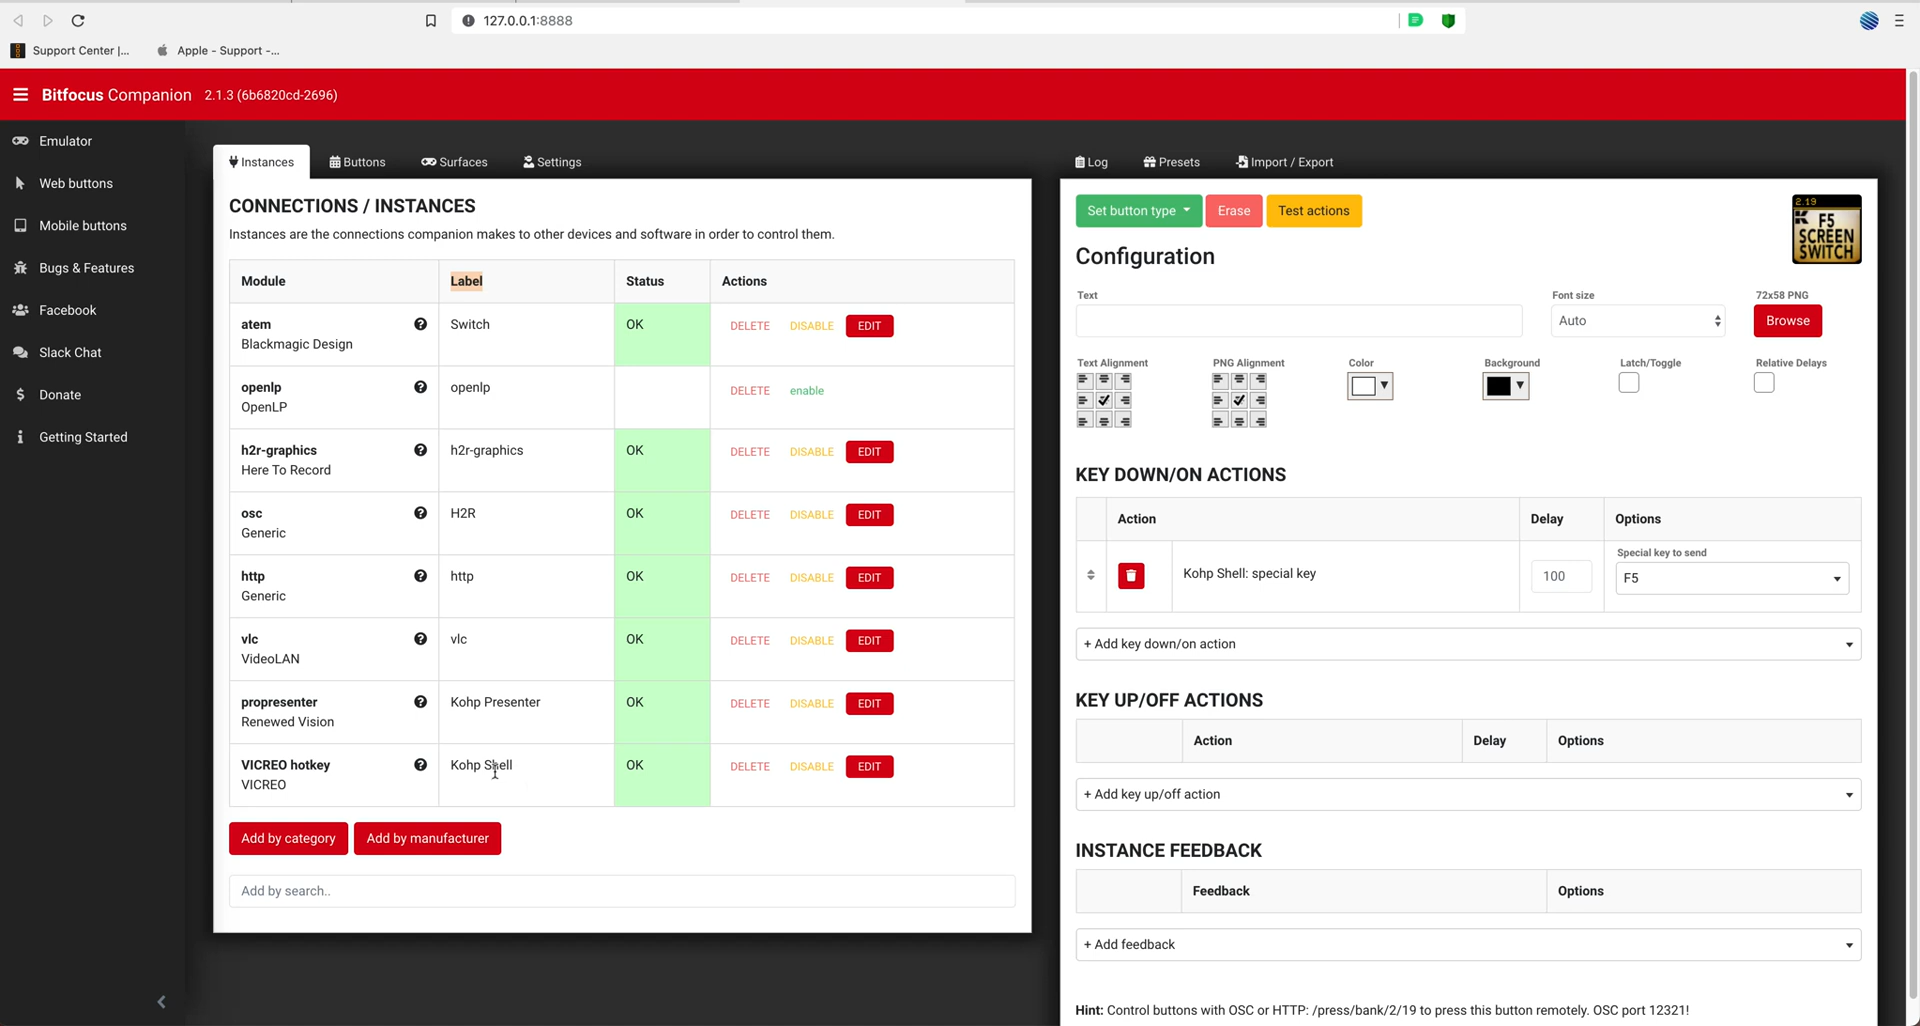 127.0.0.1:8888
Support Center |...
Apple - Support -...
Bitfocus Companion 2.1.3 (6b6820cd-2696)
Emulator
Web buttons
Mobile buttons
Bugs & Features
Facebook
Slack Chat
Donate
Getting Started
Instances Buttons Surfaces Settings
CONNECTIONS / INSTANCES
Instances are the connections companion makes to other devices and software in order to control them.
Module Label Status Actions
atem Switch OK DELETE DISABLE EDIT
Blackmagic Design
openlp openlp DELETE enable
OpenLP
h2r-graphics h2r-graphics OK DELETE DISABLE EDIT
Here To Record
osc H2R OK DELETE DISABLE EDIT
Generic
http http OK DELETE DISABLE EDIT
Generic
vlc vlc OK DELETE DISABLE EDIT
VideoLAN
propresenter Kohp Presenter OK DELETE DISABLE EDIT
Renewed Vision
VICREO hotkey Kohp Shell OK DELETE DISABLE EDIT
VICREO
Add by category Add by manufacturer
Add by search..
Log Presets Import / Export
Set button type Erase Test actions
2.19
F5
SCREEN
SWITCH
Configuration
Text Font size 72x58 PNG
Auto Browse
Text Alignment PNG Alignment Color Background Latch/Toggle Relative Delays
KEY DOWN/ON ACTIONS
Action Delay Options
Special key to send
Kohp Shell: special key 100 F5
+ Add key down/on action
KEY UP/OFF ACTIONS
Action Delay Options
+ Add key up/off action
INSTANCE FEEDBACK
Feedback Options
+ Add feedback
Hint: Control buttons with OSC or HTTP: /press/bank/2/19 to press this button remotely. OSC port 12321!